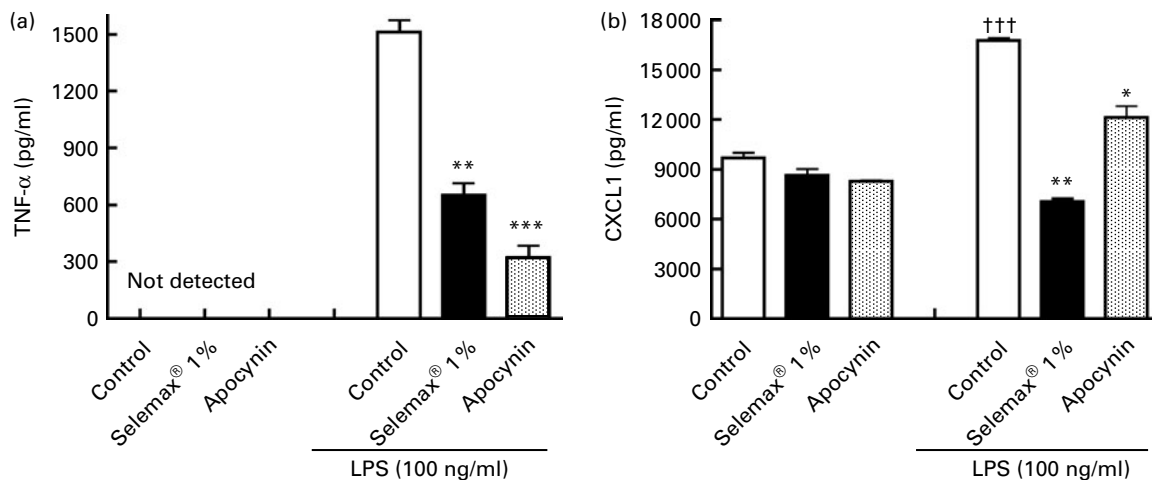 (a)
TNF-α (pg/ml)
1500
1200
900
600
300
0
Not detected
**
***
Control
Selemax® 1%
Apocynin
Control
Selemax® 1%
Apocynin
LPS (100 ng/ml)
(b)
CXCL1 (pg/ml)
18 000
15 000
12 000
9000
6000
3000
0
†††
**
*
Control
Selemax® 1%
Apocynin
Control
Selemax® 1%
Apocynin
LPS (100 ng/ml)